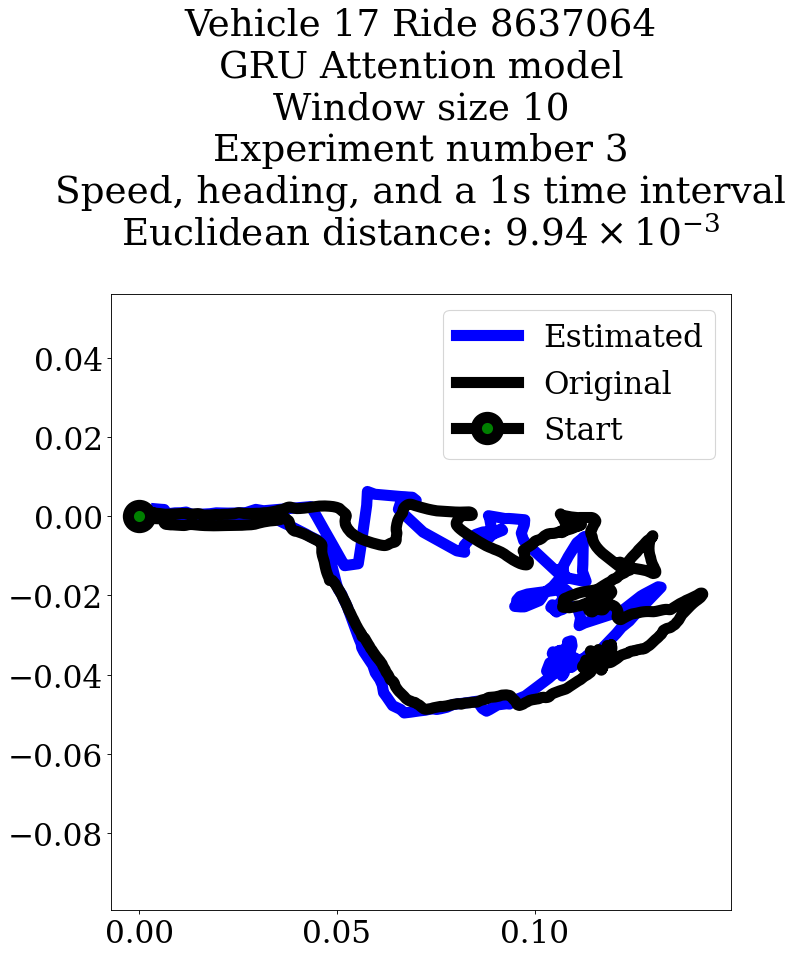 Vehicle 17 Ride 8637064
GRU Attention model
Window size 10
Experiment number 3
Speed, heading, and a 1s time interval
Euclidean distance: 9.94 × 10⁻³
Estimated
Original
Start
0.04
0.02
0.00
−0.02
−0.04
−0.06
−0.08
0.00 0.05 0.10